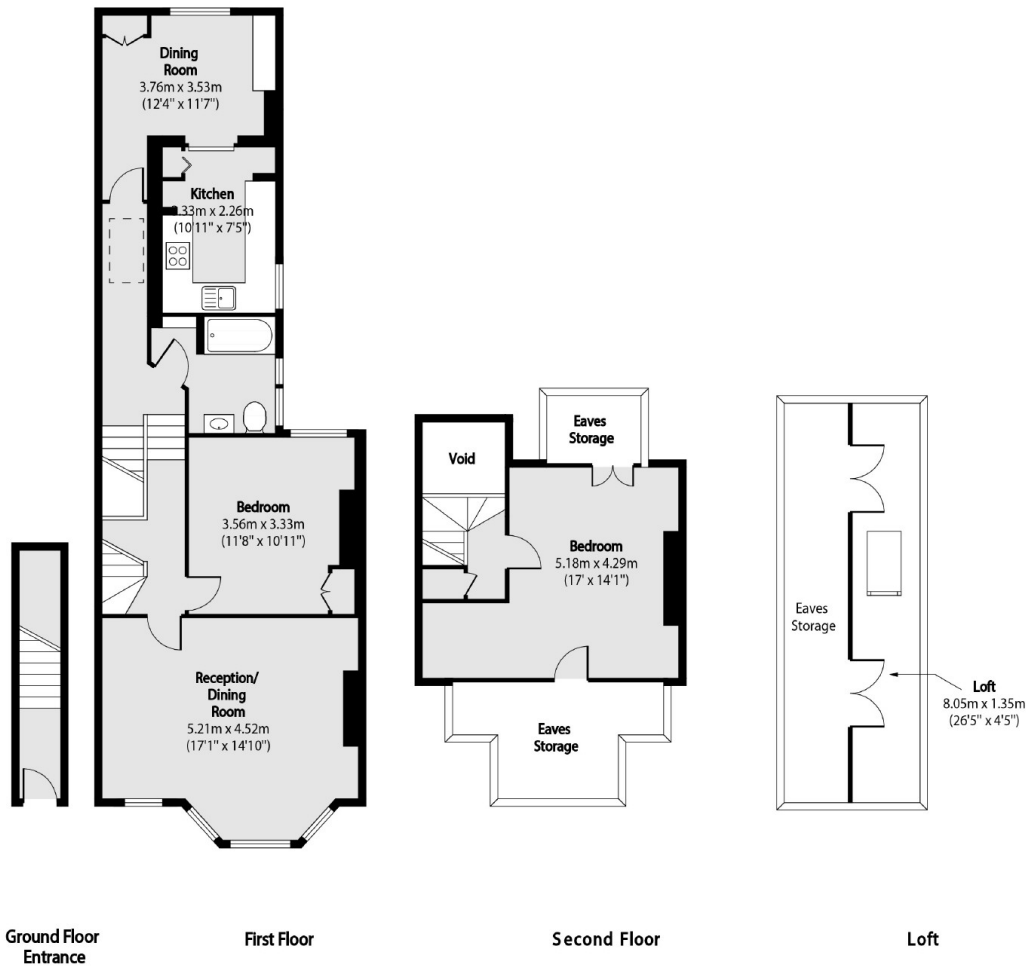 Dining
Room
3.76m x 3.53m
(12'4" x 11'7")
Kitchen
3.33m x 2.26m
(10'11" x 7'5")
Bedroom
3.56m x 3.33m
(11'8" x 10'11")
Reception/
Dining
Room
5.21m x 4.52m
(17'1" x 14'10")
Eaves
Storage
Void
Bedroom
5.18m x 4.29m
(17' x 14'1")
Eaves
Storage
Eaves
Storage
Loft
8.05m x 1.35m
(26'5" x 4'5")
Ground Floor
Entrance
First Floor
Second Floor
Loft